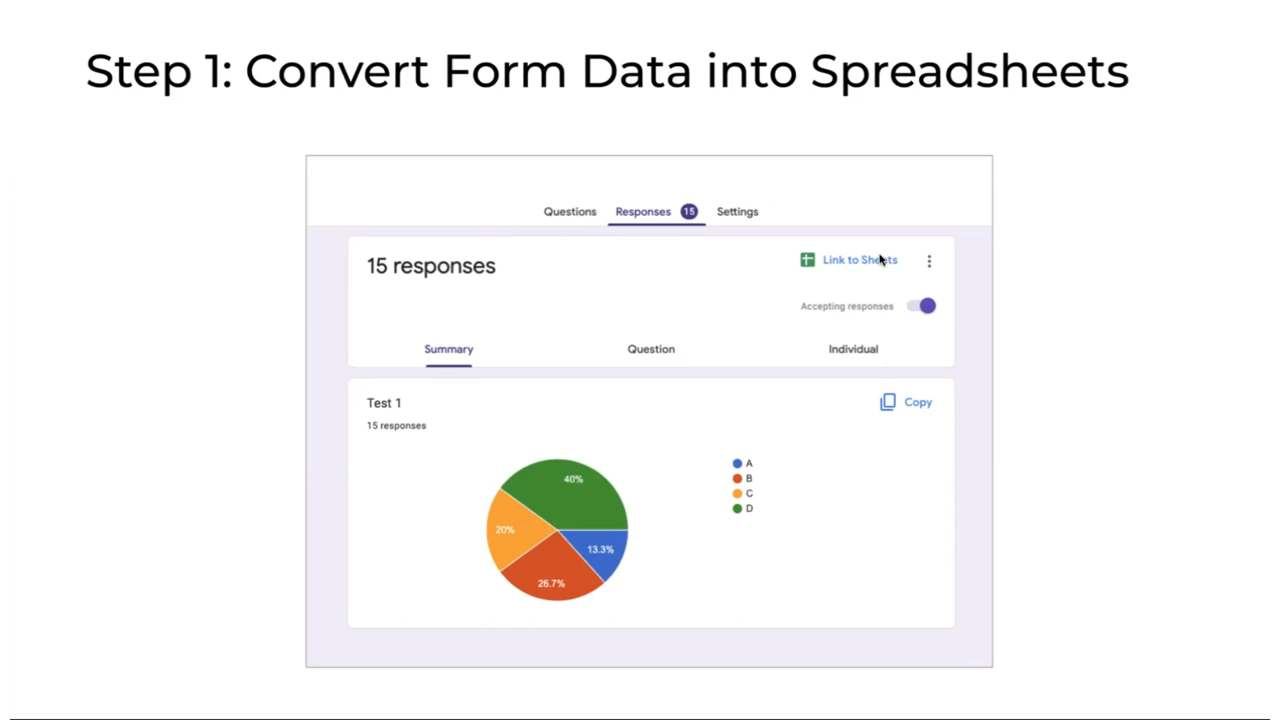 Step 1: Convert Form Data into Spreadsheets
Questions Responses 15 Settings
15 responses
Link to Sheets
Accepting responses
Summary Question Individual
Test 1
Copy
15 responses
40%
20%
13.3%
26.7%
A
B
C
D